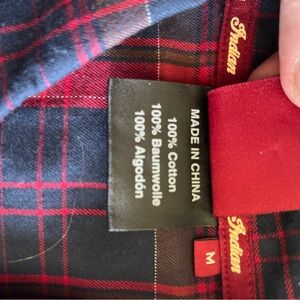 Indian
MADE IN CHINA
100% Cotton
100% Baumwolle
100% Algodón
Indian
M